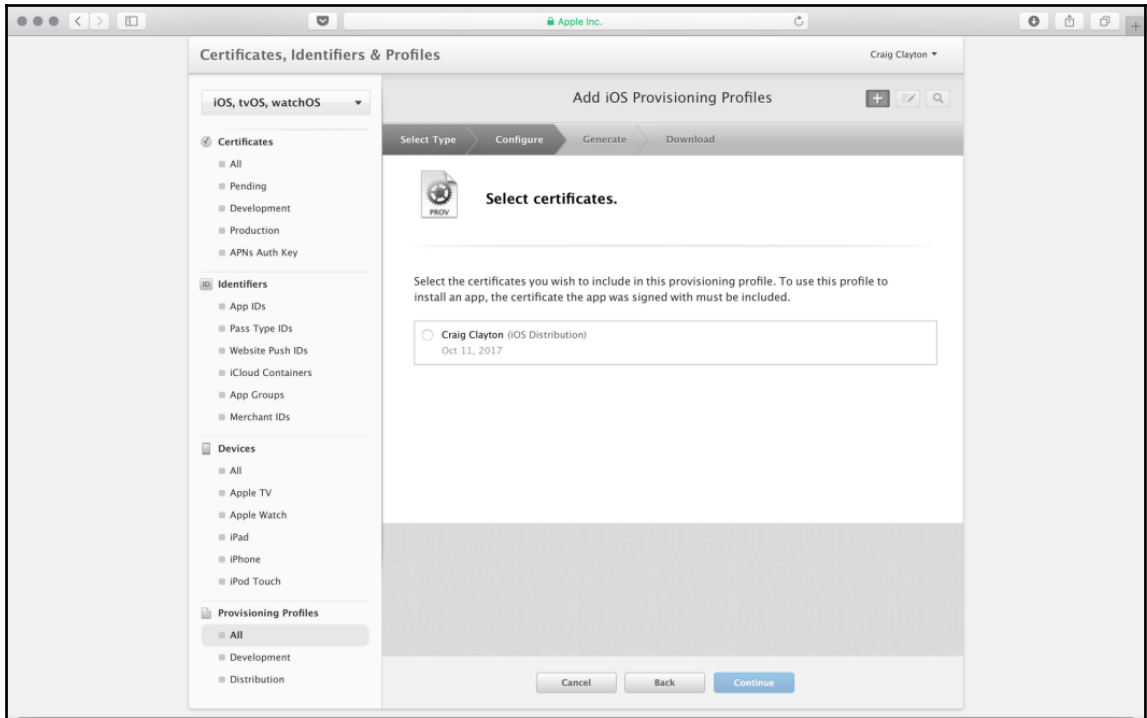 Apple Inc.
Certificates, Identifiers & Profiles
Craig Clayton
iOS, tvOS, watchOS
Certificates
All
Pending
Development
Production
APNs Auth Key
ID Identifiers
App IDs
Pass Type IDs
Website Push IDs
iCloud Containers
App Groups
Merchant IDs
Devices
All
Apple TV
Apple Watch
iPad
iPhone
iPod Touch
Provisioning Profiles
All
Development
Distribution
Add iOS Provisioning Profiles
Select Type Configure Generate Download
PROV
Select certificates.
Select the certificates you wish to include in this provisioning profile. To use this profile to
install an app, the certificate the app was signed with must be included.
Craig Clayton (iOS Distribution)
Oct 11, 2017
Cancel Back Continue